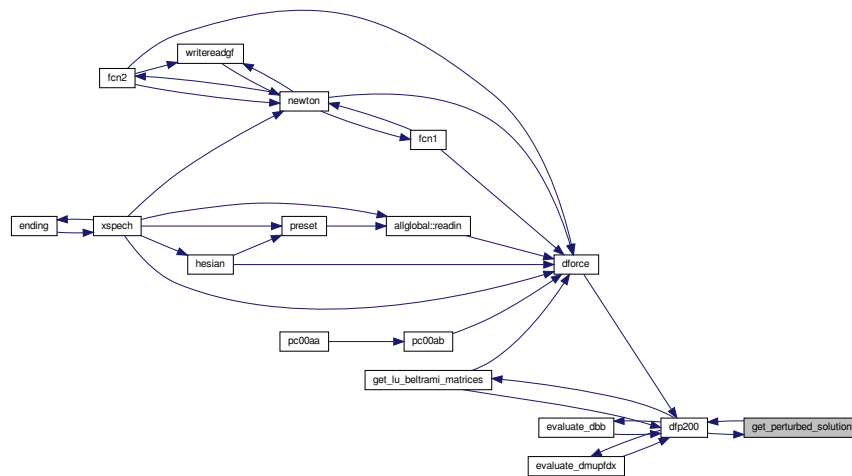 writereadgf
fcn2
newton
fcn1
ending
xspech
preset
allglobal::readin
hesian
dforce
pc00aa
pc00ab
get_lu_beltrami_matrices
evaluate_dbb
dfp200
get_perturbed_solution
evaluate_dmupfdx